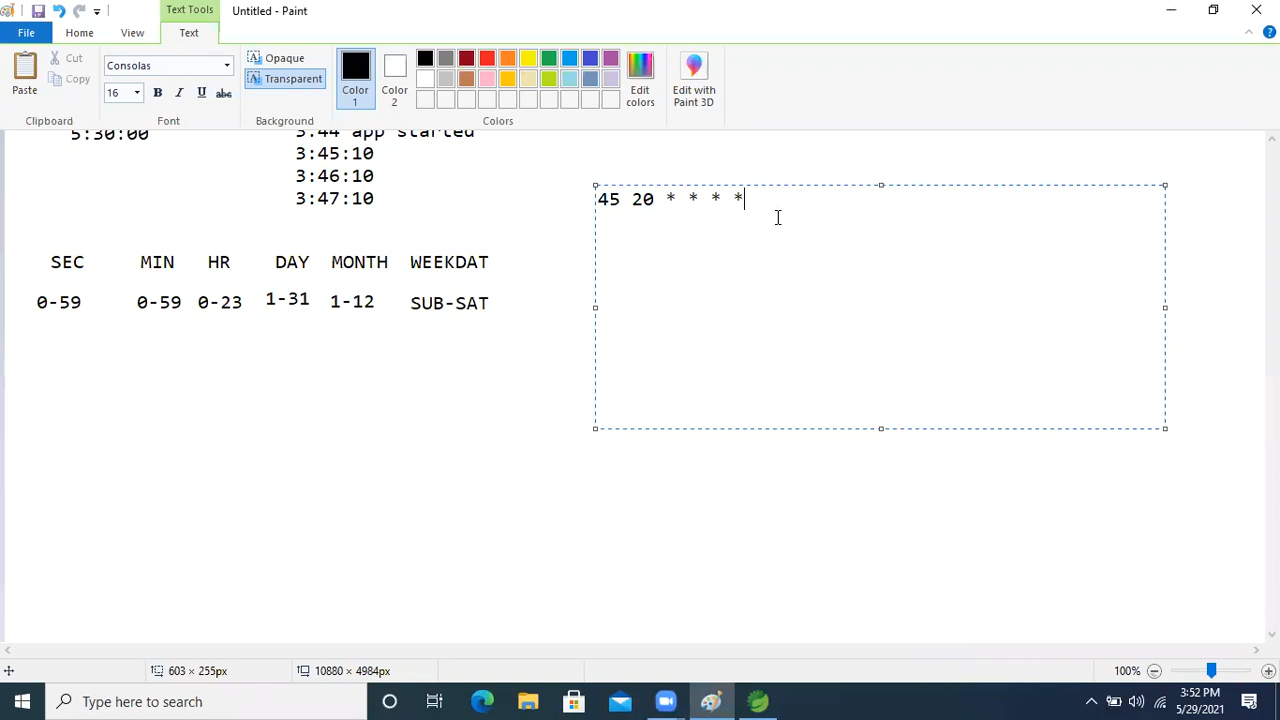 Text Tools
Untitled - Paint
File
Home
View
Text
Paste
Cut
Copy
Clipboard
Consolas
16
B I U abc
Font
Opaque
Transparent
Background
Color 1
Color 2
Edit colors
Colors
Edit with Paint 3D
5:30:00
3:44 app started
3:45:10
3:46:10
3:47:10
45 20 * * * *
SEC MIN HR DAY MONTH WEEKDAT
0-59 0-59 0-23 1-31 1-12 SUB-SAT
603 × 255px
10880 × 4984px
100%
Type here to search
3:52 PM
5/29/2021